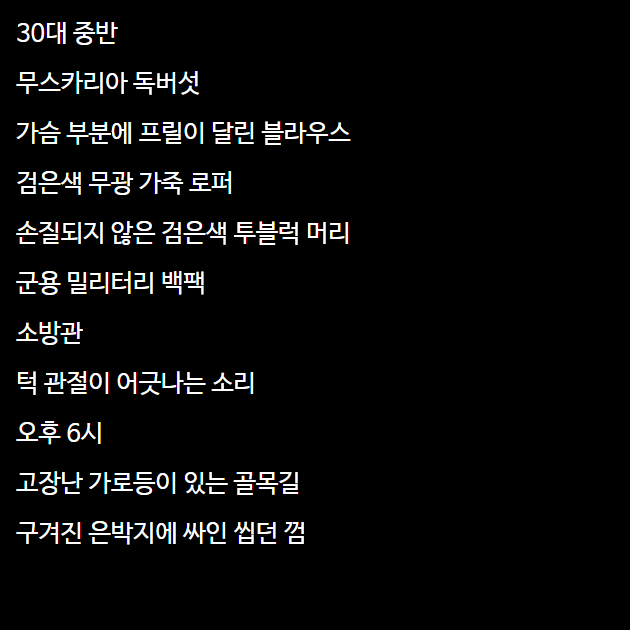 30대 중반
무스카리아 독버섯
가슴 부분에 프릴이 달린 블라우스
검은색 무광 가죽 로퍼
손질되지 않은 검은색 투블럭 머리
군용 밀리터리 백팩
소방관
턱 관절이 어긋나는 소리
오후 6시
고장난 가로등이 있는 골목길
구겨진 은박지에 싸인 씹던 껌